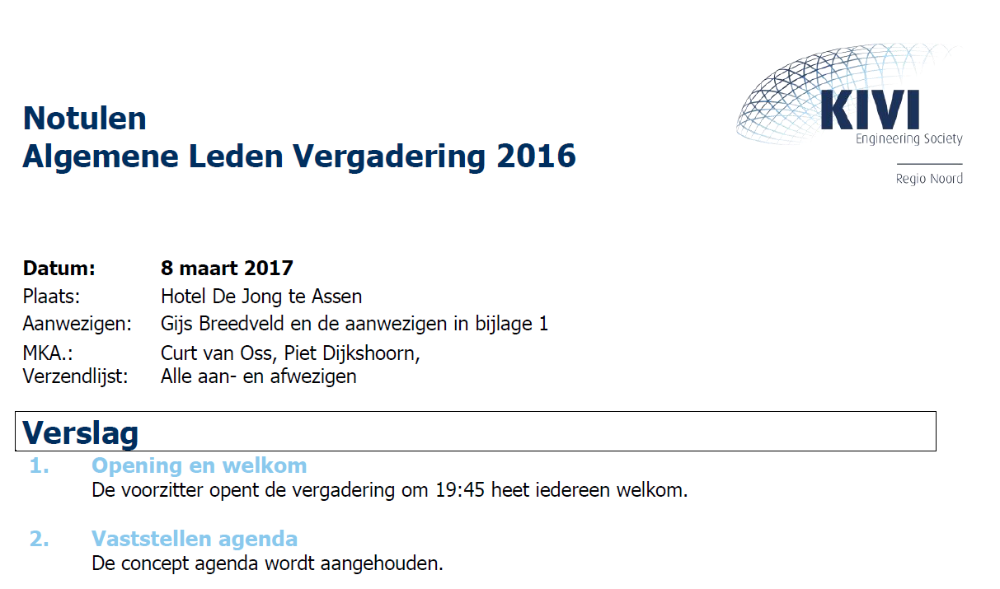 KIVI
Engineering Society
Regio Noord
Notulen
Algemene Leden Vergadering 2016
Datum: 8 maart 2017
Plaats: Hotel De Jong te Assen
Aanwezigen: Gijs Breedveld en de aanwezigen in bijlage 1
MKA.: Curt van Oss, Piet Dijkshoorn,
Verzendlijst: Alle aan- en afwezigen
Verslag
1. Opening en welkom
De voorzitter opent de vergadering om 19:45 heet iedereen welkom.
2. Vaststellen agenda
De concept agenda wordt aangehouden.